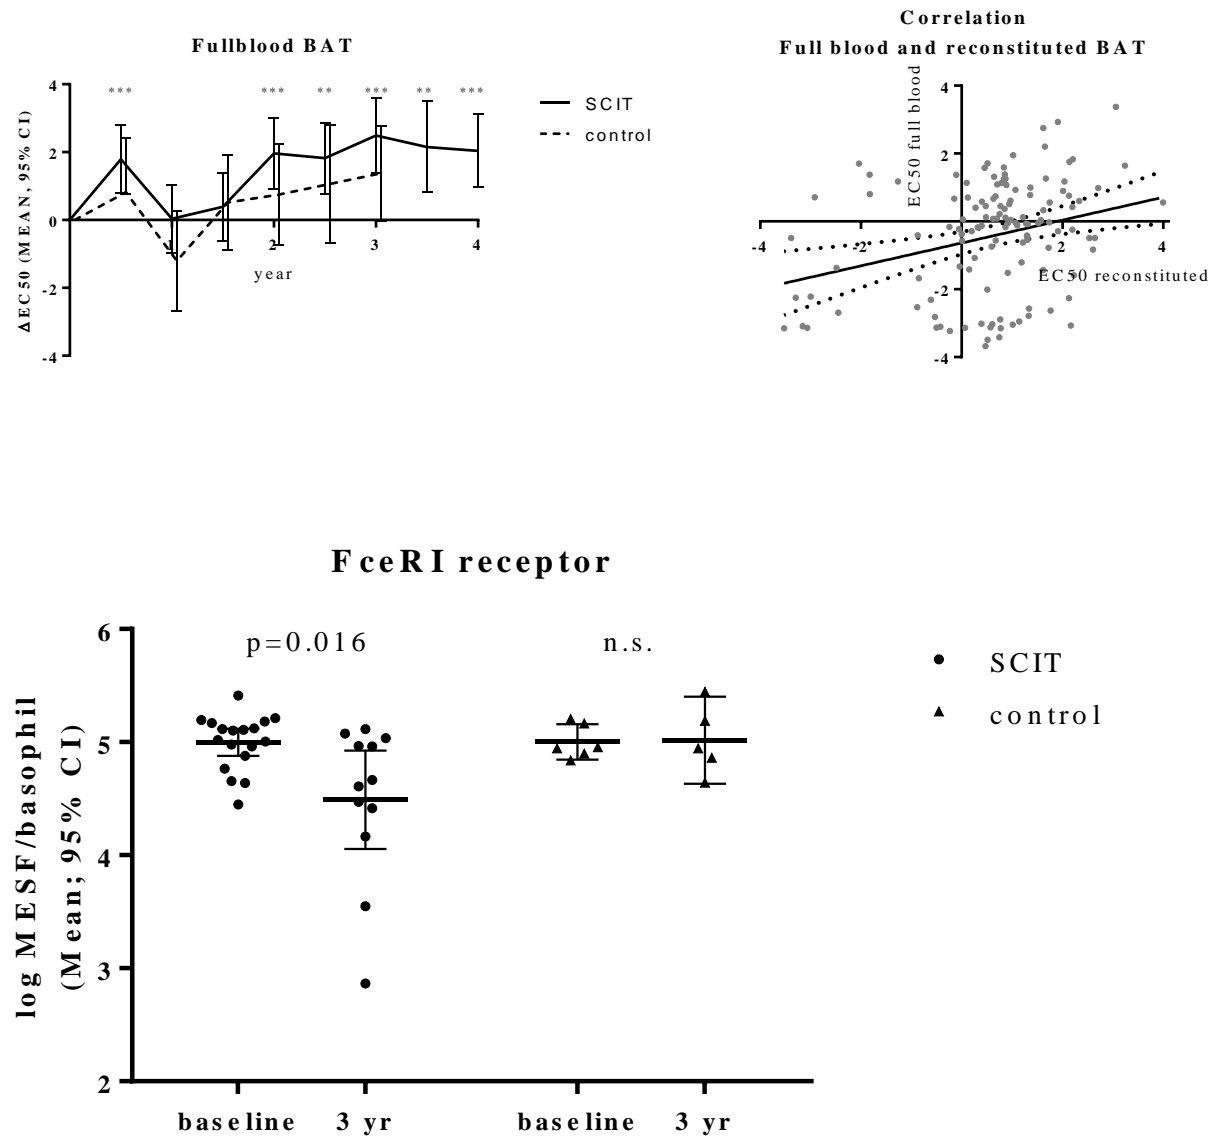 Fullblood BAT
ΔEC50 (MEAN, 95% CI)
4
2
0
-2
-4
*** *** ** *** ** ***
1 2 3 4
year
SCIT
control
Correlation
Full blood and reconstituted BAT
EC50 full blood
4
2
-2
-4
-4 -2 2 4
EC50 reconstituted
FceRI receptor
log MESF/basophil
(Mean; 95% CI)
6
5
4
3
2
p=0.016
n.s.
SCIT
control
baseline 3 yr baseline 3 yr